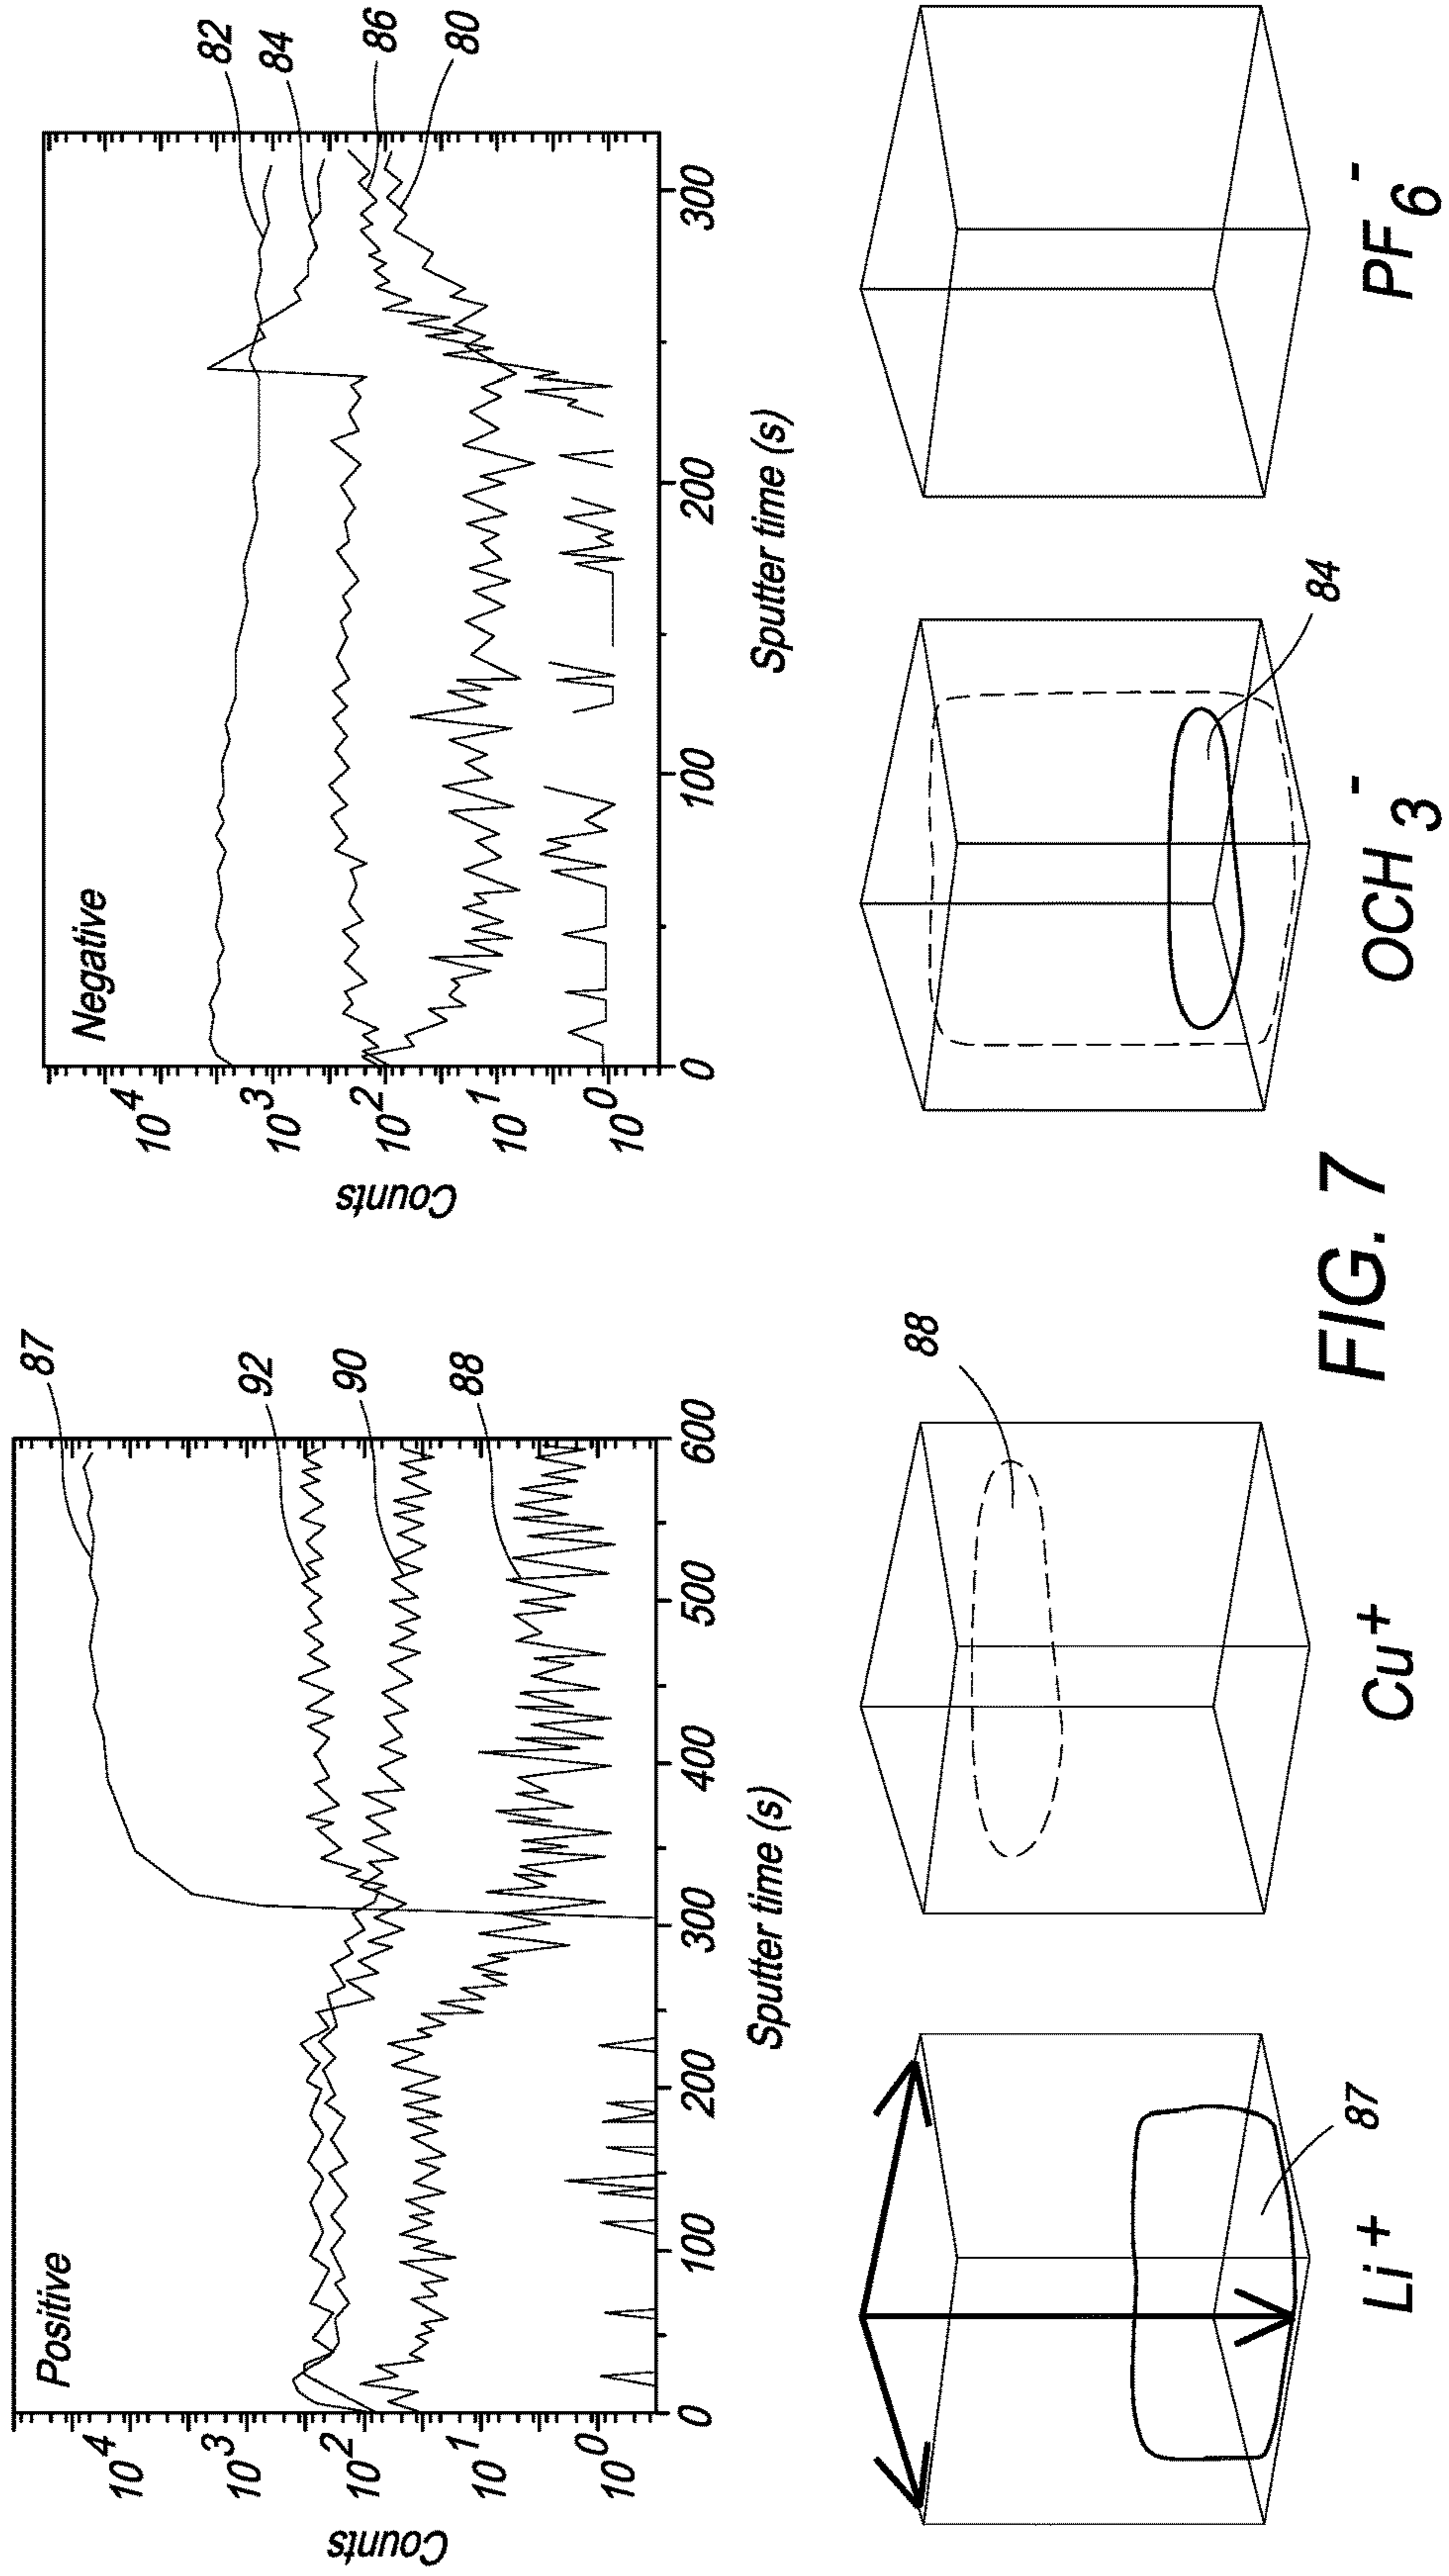 Positive
Counts
10^4
10^3
10^2
10^1
10^0
0
100
200
300
400
500
600
Sputter time (s)
87
92
90
88
Negative
Counts
10^4
10^3
10^2
10^1
10^0
0
100
200
300
Sputter time (s)
82
84
86
80
87
Li+
88
Cu+
84
OCH3-
PF6-
FIG. 7